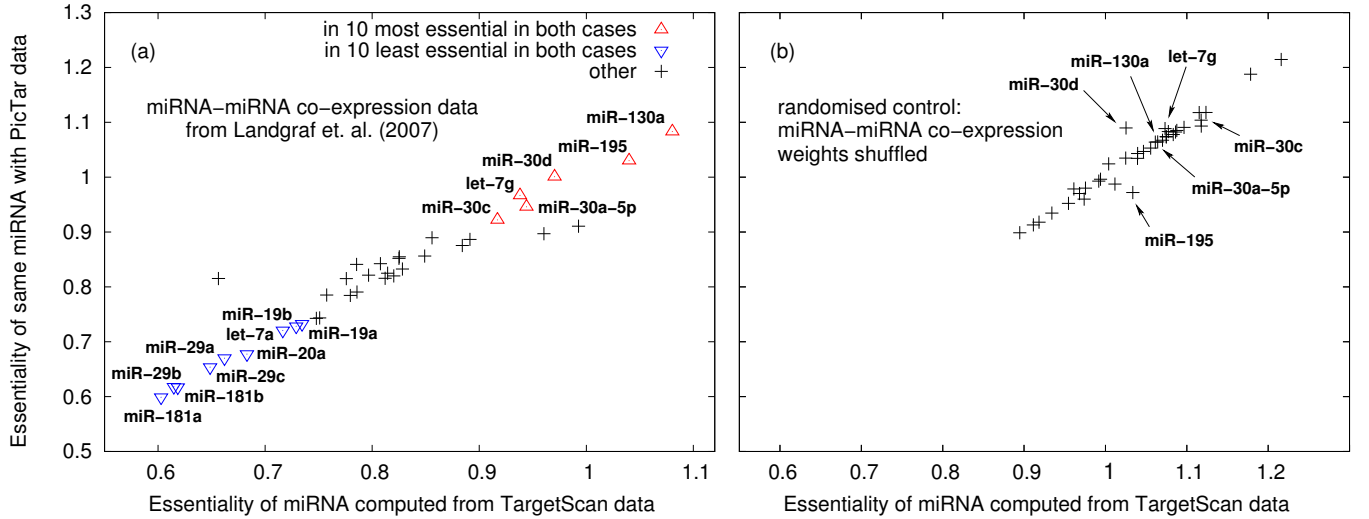 Essentiality of same miRNA with PicTar data
1.3
1.2
1.1
1
0.9
0.8
0.7
0.6
0.5
(a)
in 10 most essential in both cases
in 10 least essential in both cases
other
miRNA−miRNA co−expression data
from Landgraf et. al. (2007)
miR−130a
miR−195
miR−30d
let−7g
miR−30c
miR−30a−5p
miR−19b
let−7a
miR−19a
miR−29a
miR−20a
miR−29b
miR−29c
miR−181b
miR−181a
0.6 0.7 0.8 0.9 1 1.1
Essentiality of miRNA computed from TargetScan data
(b)
let−7g
miR−130a
miR−30d
randomised control:
miRNA−miRNA co−expression
weights shuffled
miR−30c
miR−30a−5p
miR−195
0.6 0.7 0.8 0.9 1 1.1 1.2
Essentiality of miRNA computed from TargetScan data